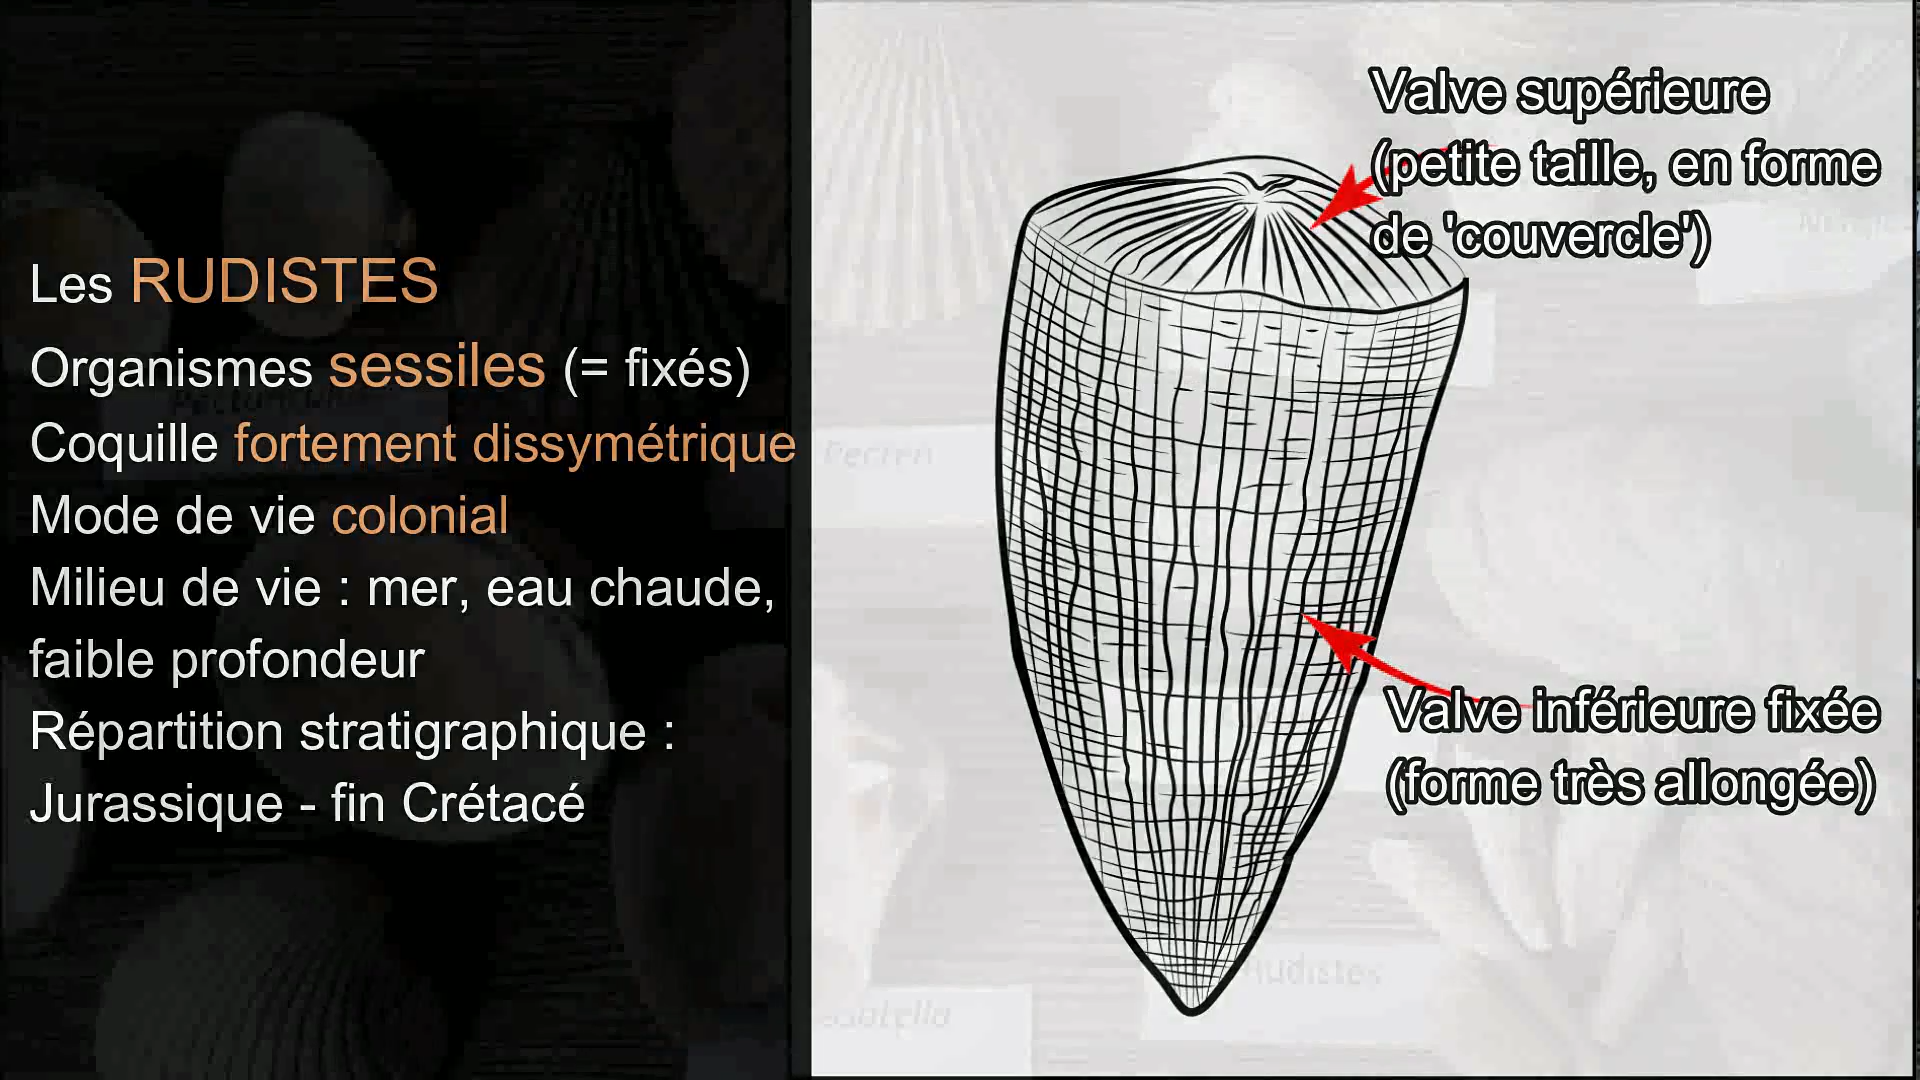 Les RUDISTES
Organismes sessiles (= fixés)
Coquille fortement dissymétrique
Mode de vie colonial
Milieu de vie : mer, eau chaude,
faible profondeur
Répartition stratigraphique :
Jurassique - fin Crétacé
Valve supérieure
(petite taille, en forme
de 'couvercle')
Valve inférieure fixée
(forme très allongée)
Pecten
Rudistes